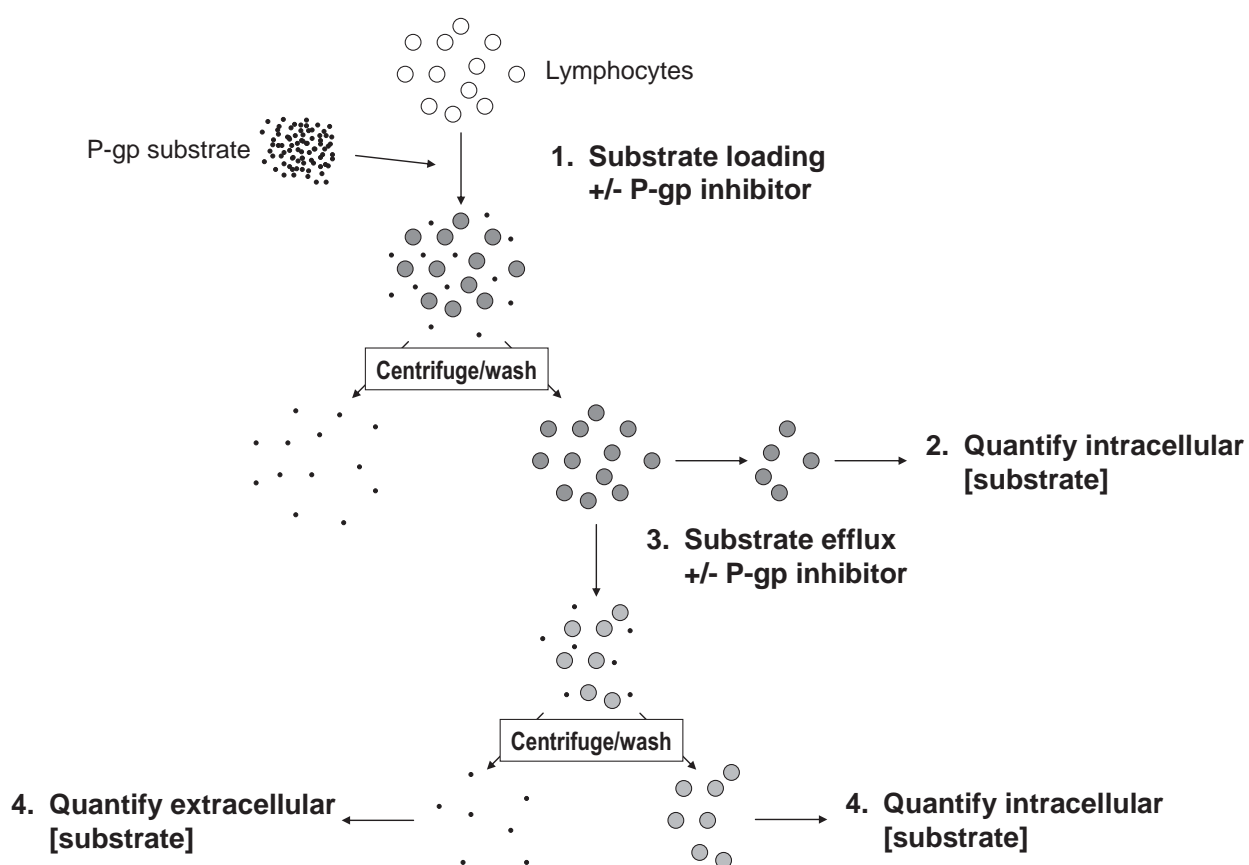 Lymphocytes
P-gp substrate
1. Substrate loading
+/- P-gp inhibitor
Centrifuge/wash
2. Quantify intracellular
[substrate]
3. Substrate efflux
+/- P-gp inhibitor
Centrifuge/wash
4. Quantify extracellular
[substrate]
4. Quantify intracellular
[substrate]